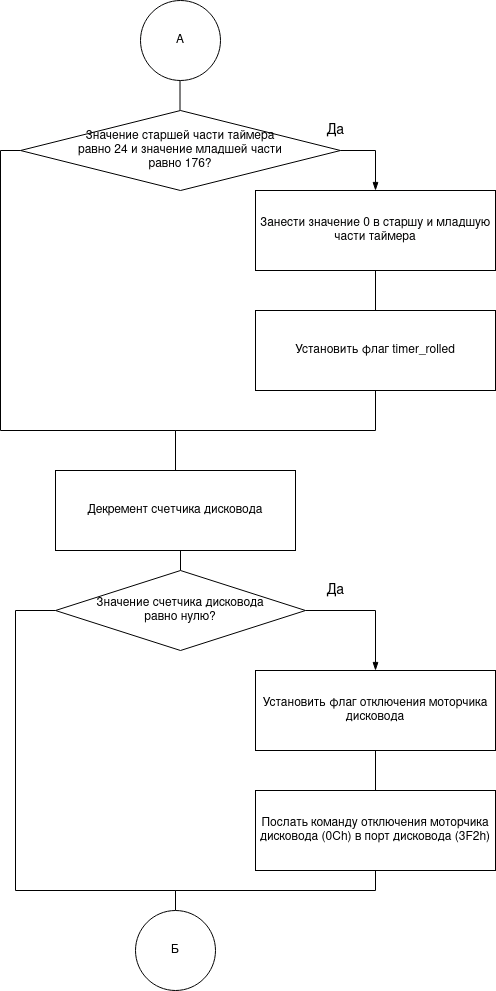 А
Значение старшей части таймера
равно 24 и значение младшей части
равно 176?
Да
Занести значение 0 в старшу и младшую
части таймера
Установить флаг timer_rolled
Декремент счетчика дисковода
Значение счетчика дисковода
равно нулю?
Да
Установить флаг отключения моторчика
дисковода
Послать команду отключения моторчика
дисковода (0Ch) в порт дисковода (3F2h)
Б